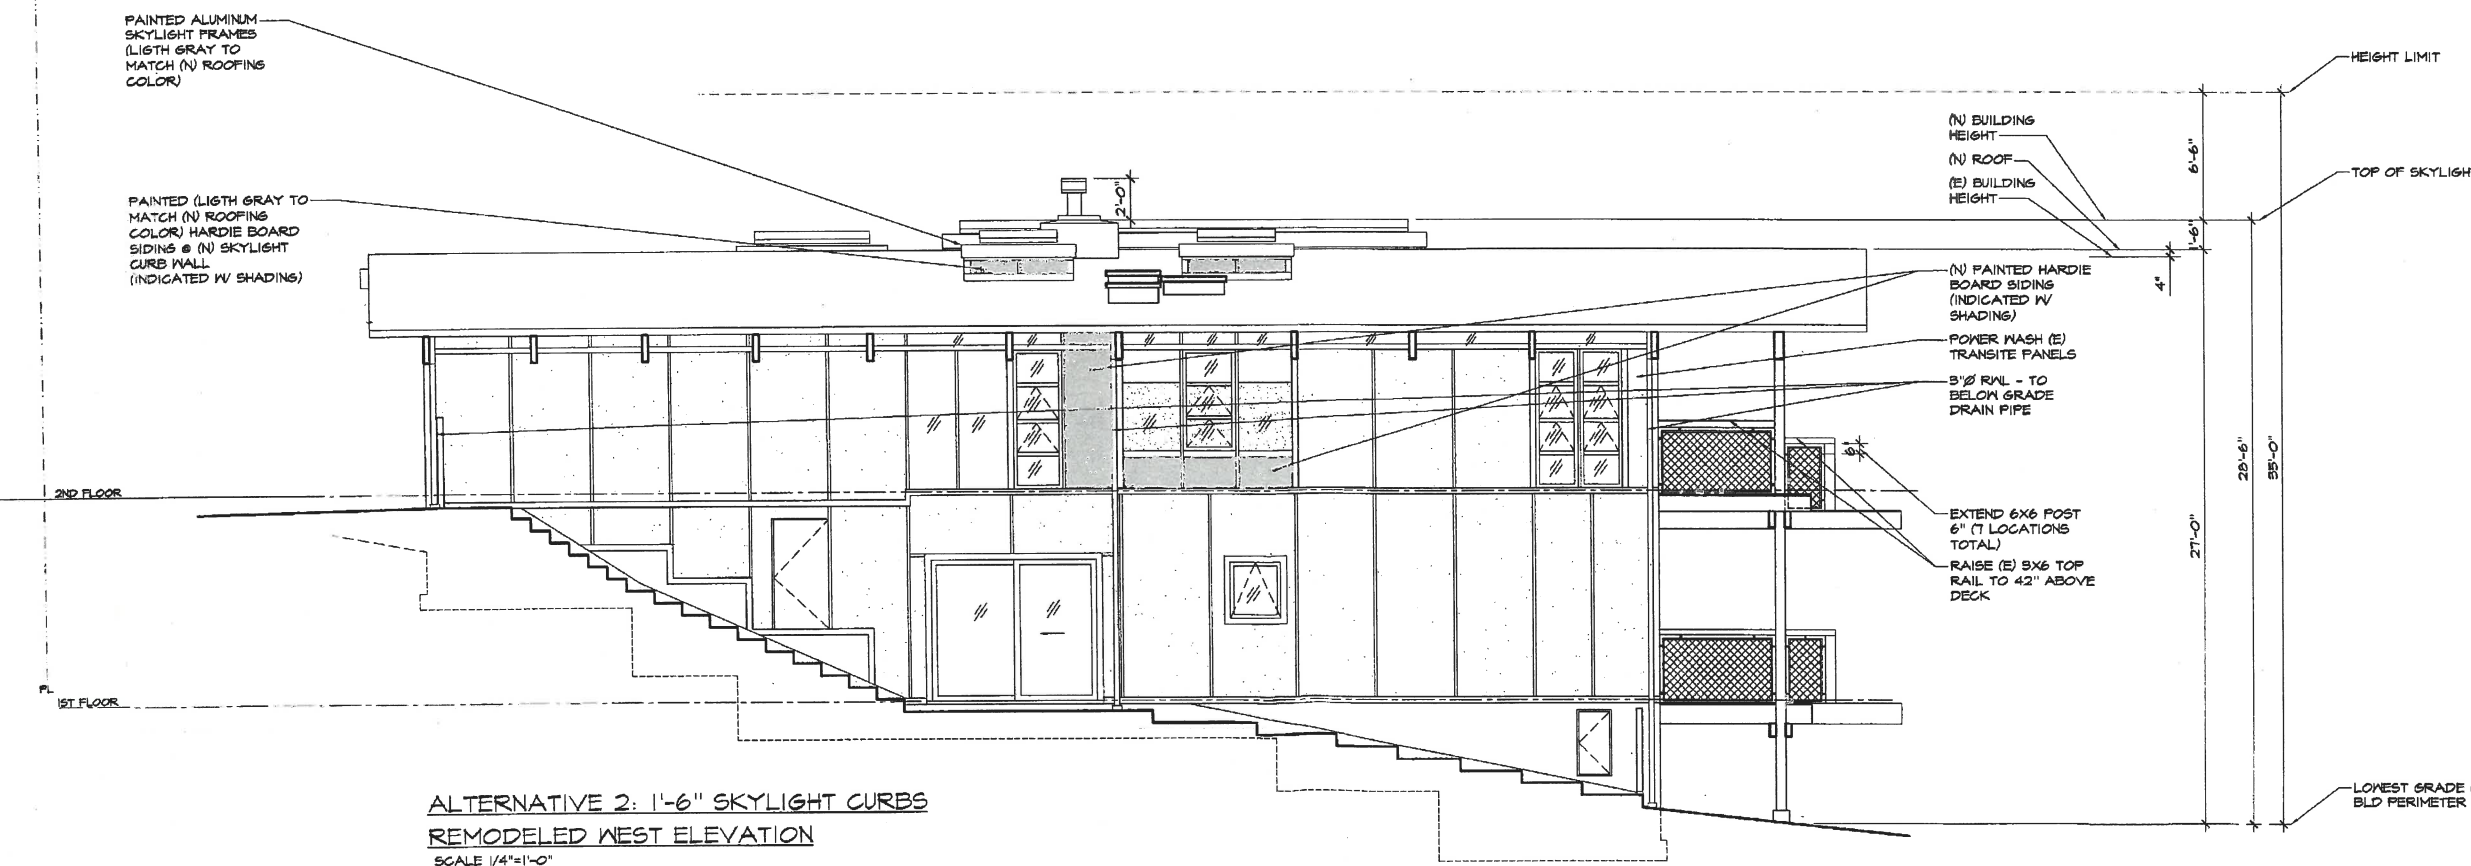 PAINTED ALUMINUM
SKYLIGHT FRAMES
(LIGTH GRAY TO
MATCH (N) ROOFING
COLOR)
PAINTED (LIGTH GRAY TO
MATCH (N) ROOFING
COLOR) HARDIE BOARD
SIDING @ (N) SKYLIGHT
CURB WALL
(INDICATED W/ SHADING)
2'-0"
HEIGHT LIMIT
(N) BUILDING
HEIGHT
(N) ROOF
(E) BUILDING
HEIGHT
6'-6"
1'-6"
4"
TOP OF SKYLIGH
(N) PAINTED HARDIE
BOARD SIDING
(INDICATED W/
SHADING)
POWER WASH (E)
TRANSITE PANELS
3"Ø RWL - TO
BELOW GRADE
DRAIN PIPE
6"
EXTEND 6X6 POST
6" (7 LOCATIONS
TOTAL)
RAISE (E) 3X6 TOP
RAIL TO 42" ABOVE
DECK
27'-0"
28'-6"
35'-0"
2ND FLOOR
PL
1ST FLOOR
LOWEST GRADE
BLD PERIMETER
ALTERNATIVE 2: 1'-6" SKYLIGHT CURBS
REMODELED WEST ELEVATION
SCALE 1/4"=1'-0"